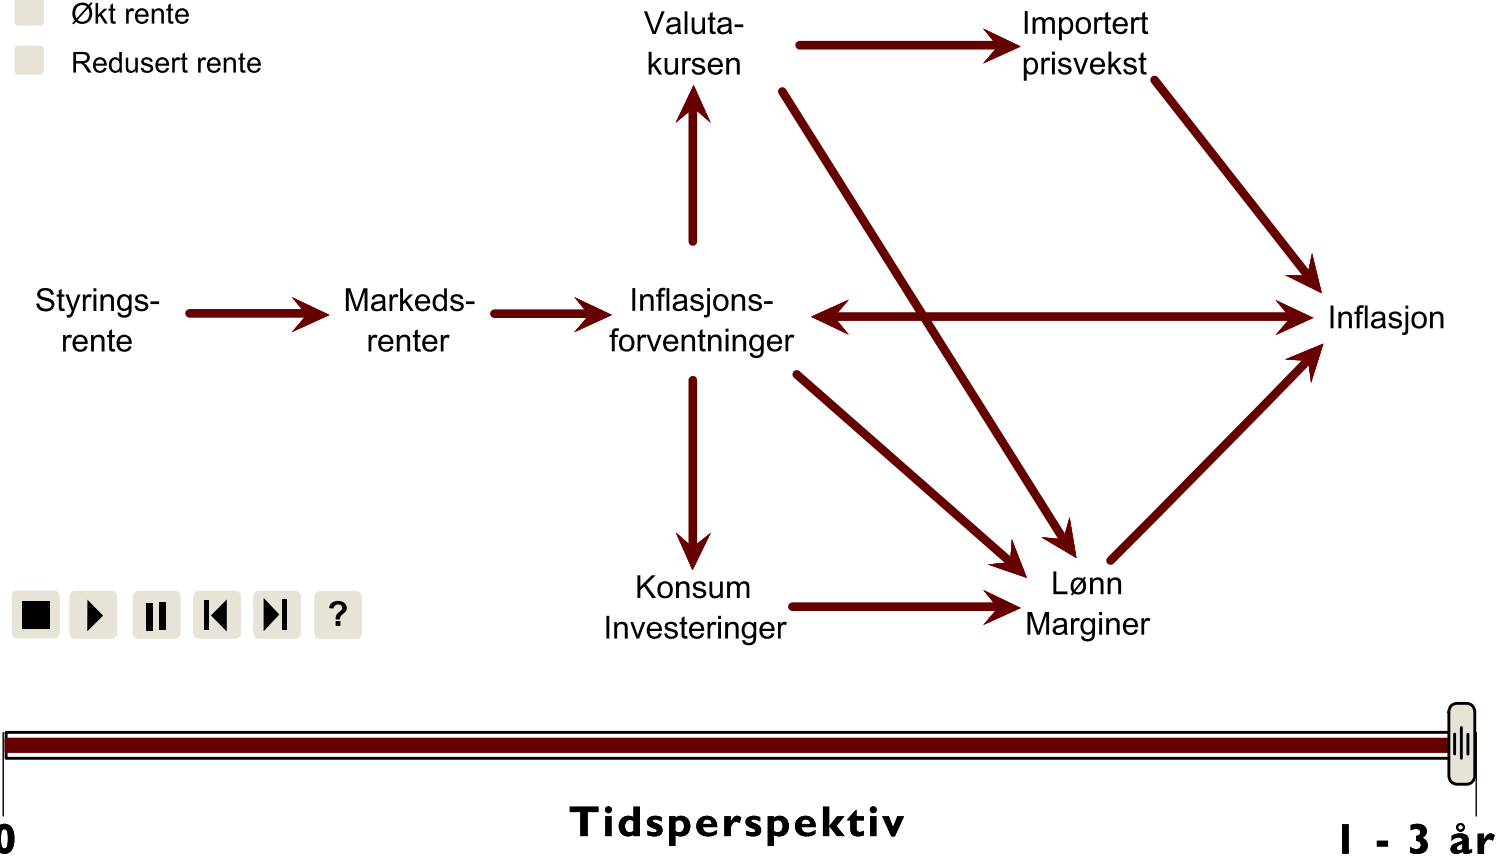 Økt rente
Redusert rente
Valuta-
kursen
Importert
prisvekst
Styrings-
rente
Markeds-
renter
Inflasjons-
forventninger
Inflasjon
Konsum
Investeringer
Lønn
Marginer
?
Tidsperspektiv
0
1 - 3 år